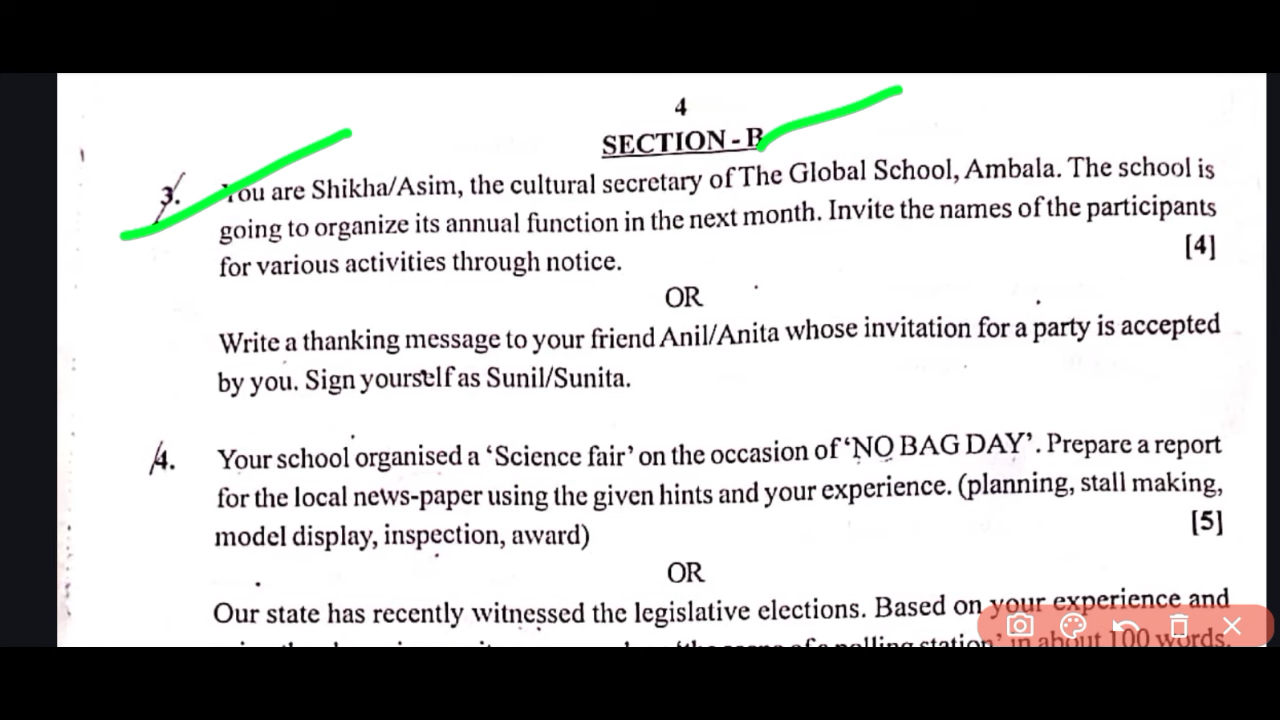 4
SECTION - B
3. You are Shikha/Asim, the cultural secretary of The Global School, Ambala. The school is
going to organize its annual function in the next month. Invite the names of the participants
for various activities through notice. [4]
OR
Write a thanking message to your friend Anil/Anita whose invitation for a party is accepted
by you. Sign yourself as Sunil/Sunita.
4. Your school organised a ‘Science fair’ on the occasion of ‘NO BAG DAY’. Prepare a report
for the local news-paper using the given hints and your experience. (planning, stall making,
model display, inspection, award) [5]
OR
Our state has recently witnessed the legislative elections. Based on your experience and
polling station’ in about 100 words.